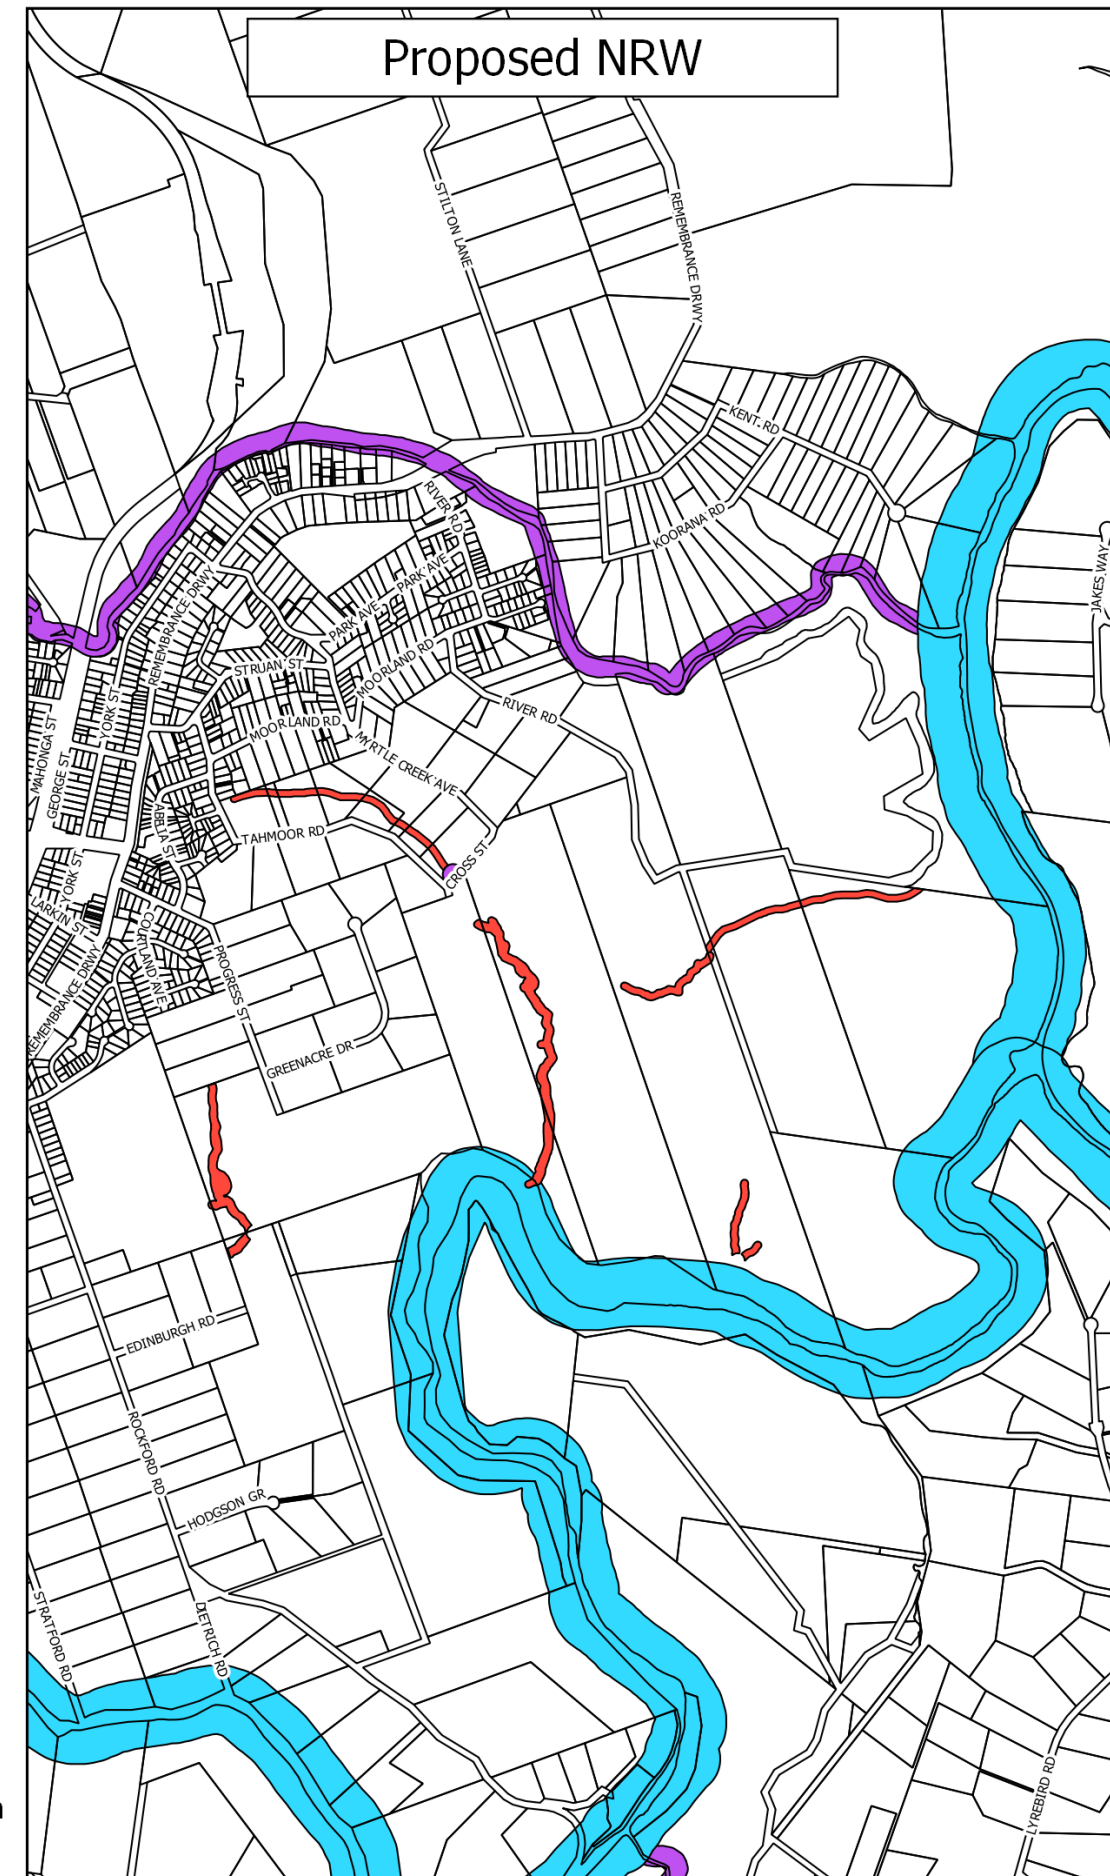 Proposed NRW
STILTON LANE
REMEMBRANCE DRWY
KENT RD
RIVER RD
KOORANA RD
JAKES WAY
PARK AVE
PARK AVE
REMEMBRANCE DRWY
STRUAN ST
MOORLAND RD
YORK ST
RIVER RD
MOORLAND RD
MAHONGA ST
GEORGE ST
MYRTLE CREEK AVE
ABELIA ST
TAHMOOR RD
CROSS ST
YORK ST
LARKIN ST
COURTLAND AVE
PROGRESS ST
REMEMBRANCE DRWY
GREENACRE DR
EDINBURGH RD
ROCKFORD RD
HODGSON GR
STRATFORD RD
DIETRICH RD
LYREBIRD RD